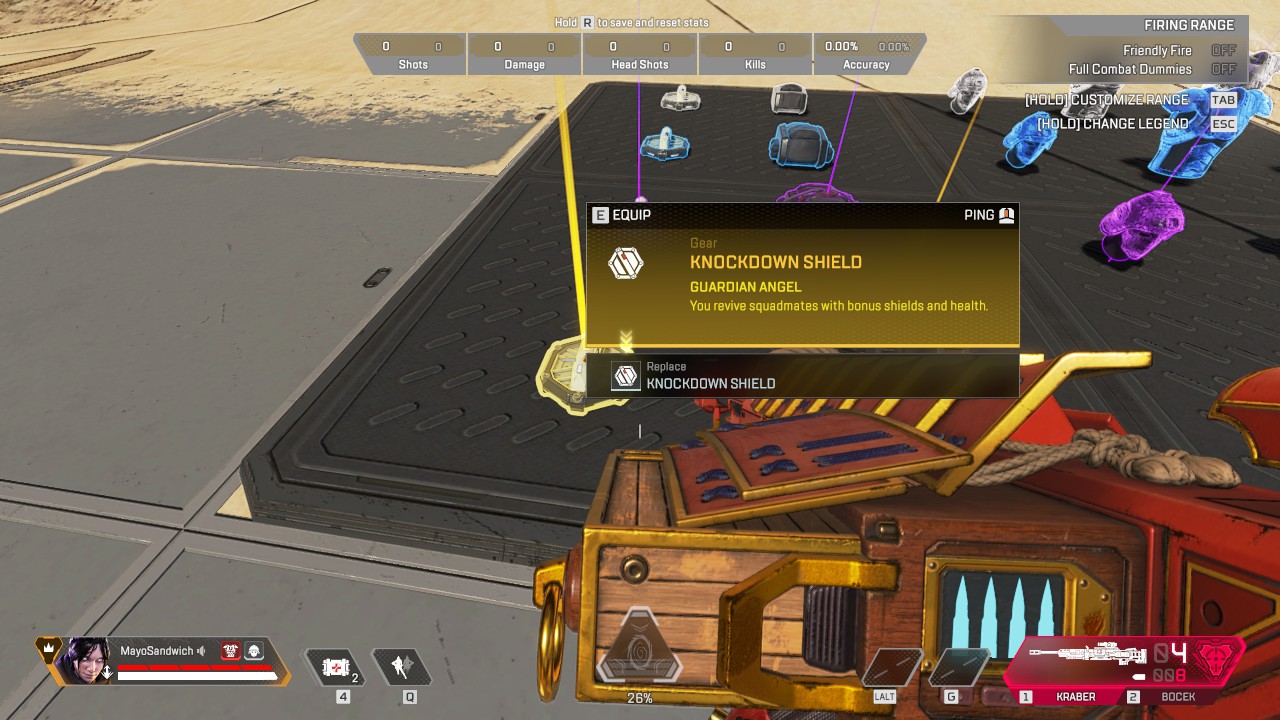 Hold R to save and reset stats
0 0 0 0 0 0 0 0 0.00% 0.00%
Shots Damage Head Shots Kills Accuracy
FIRING RANGE
Friendly Fire OFF
Full Combat Dummies OFF
[HOLD] CUSTOMIZE RANGE TAB
[HOLD] CHANGE LEGEND ESC
E EQUIP PING
Gear
KNOCKDOWN SHIELD
GUARDIAN ANGEL
You revive squadmates with bonus shields and health.
Replace
KNOCKDOWN SHIELD
MayoSandwich
2
4 Q
26%
LALT G
04
008
1 KRABER 2 BOCEK